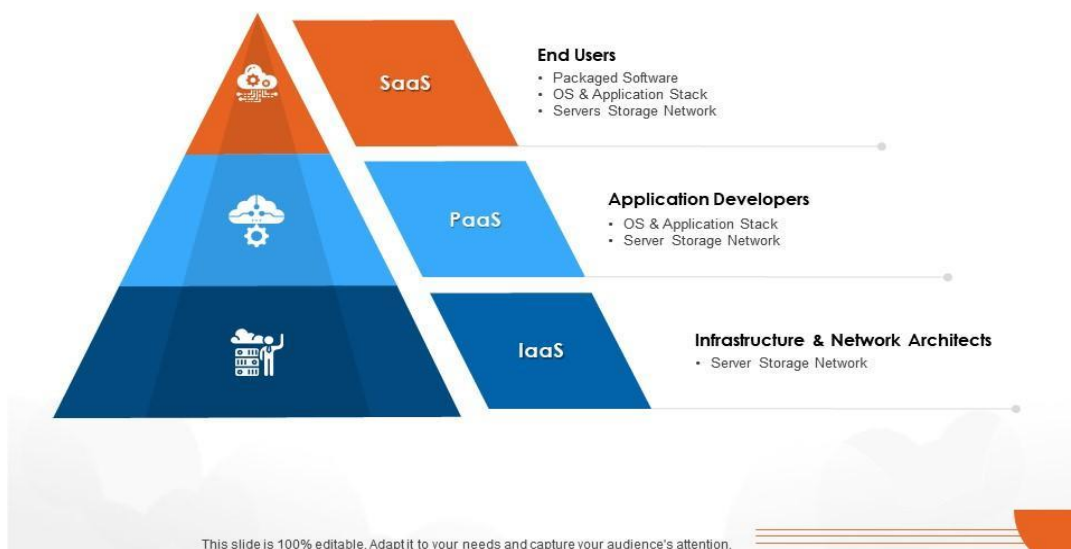 SaaS
End Users
• Packaged Software
• OS & Application Stack
• Servers Storage Network
PaaS
Application Developers
• OS & Application Stack
• Server Storage Network
IaaS
Infrastructure & Network Architects
• Server Storage Network
This slide is 100% editable. Adapt it to your needs and capture your audience's attention.